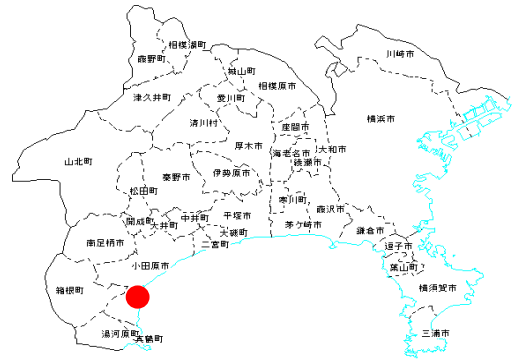 相模湖町
藤野町
川崎市
城山町
相模原市
津久井町
愛川町
清川村
座間市
横浜市
厚木市
海老名市
大和市
綾瀬市
山北町
秦野市
伊勢原市
松田町
寒川町
藤沢市
開成町
大井町
中井町
平塚市
茅ケ崎市
大磯町
鎌倉市
南足柄市
二宮町
逗子市
小田原市
葉山町
箱根町
横須賀市
湯河原町
真鶴町
三浦市